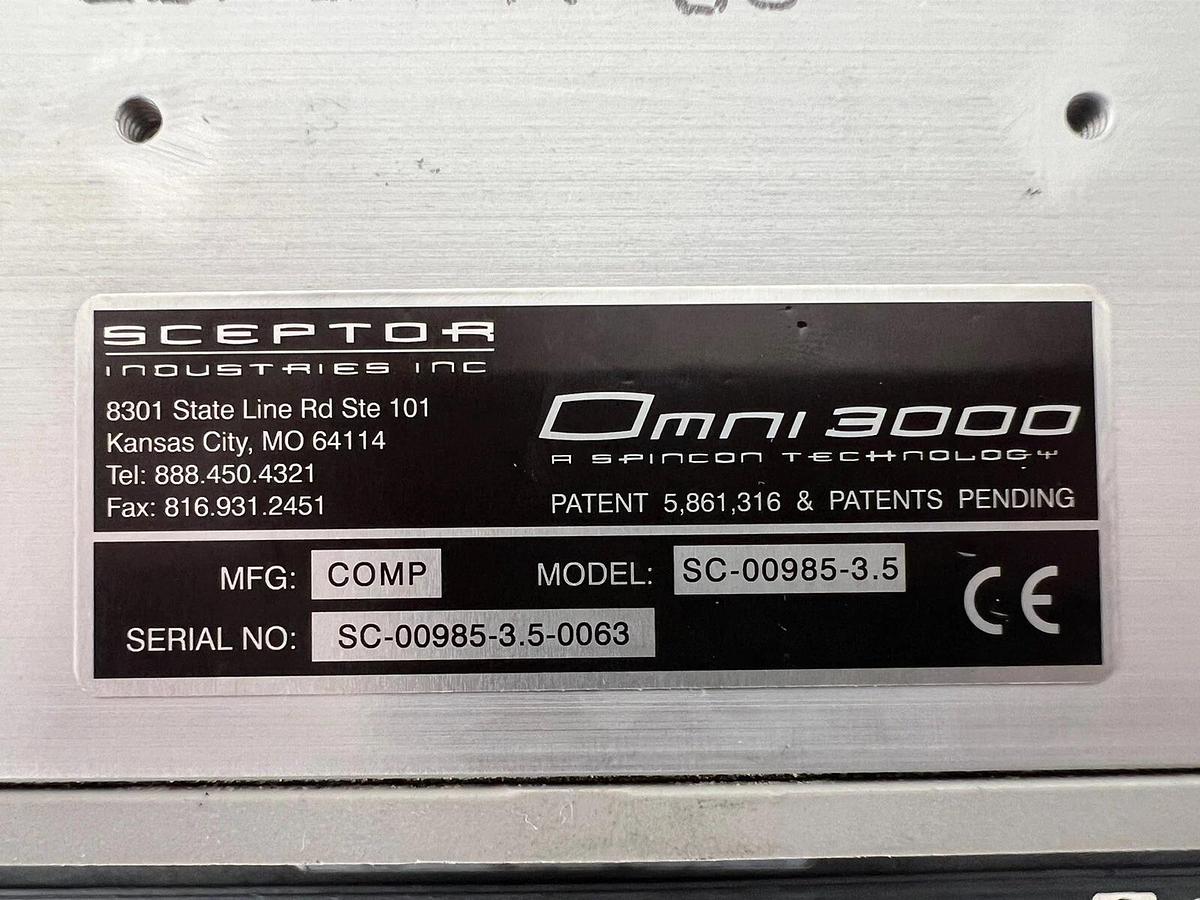 SCEPTOR
INDUSTRIES INC
8301 State Line Rd Ste 101
Kansas City, MO 64114
Tel: 888.450.4321
Fax: 816.931.2451
Omni 3000
A SPINCON TECHNOLOGY
PATENT 5,861,316 & PATENTS PENDING
MFG: COMP MODEL: SC-00985-3.5
SERIAL NO: SC-00985-3.5-0063
CE